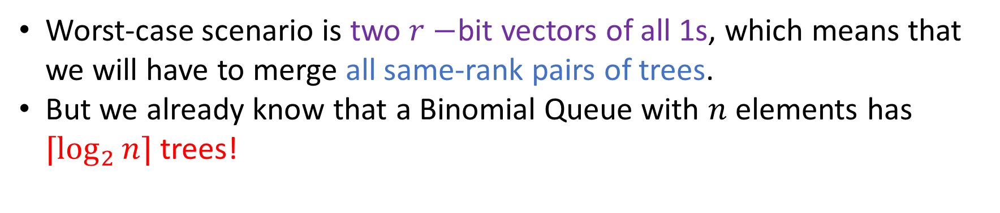 • Worst-case scenario is two 𝑟 −bit vectors of all 1s, which means that
we will have to merge all same-rank pairs of trees.
• But we already know that a Binomial Queue with 𝑛 elements has
⌈log₂ 𝑛⌉ trees!